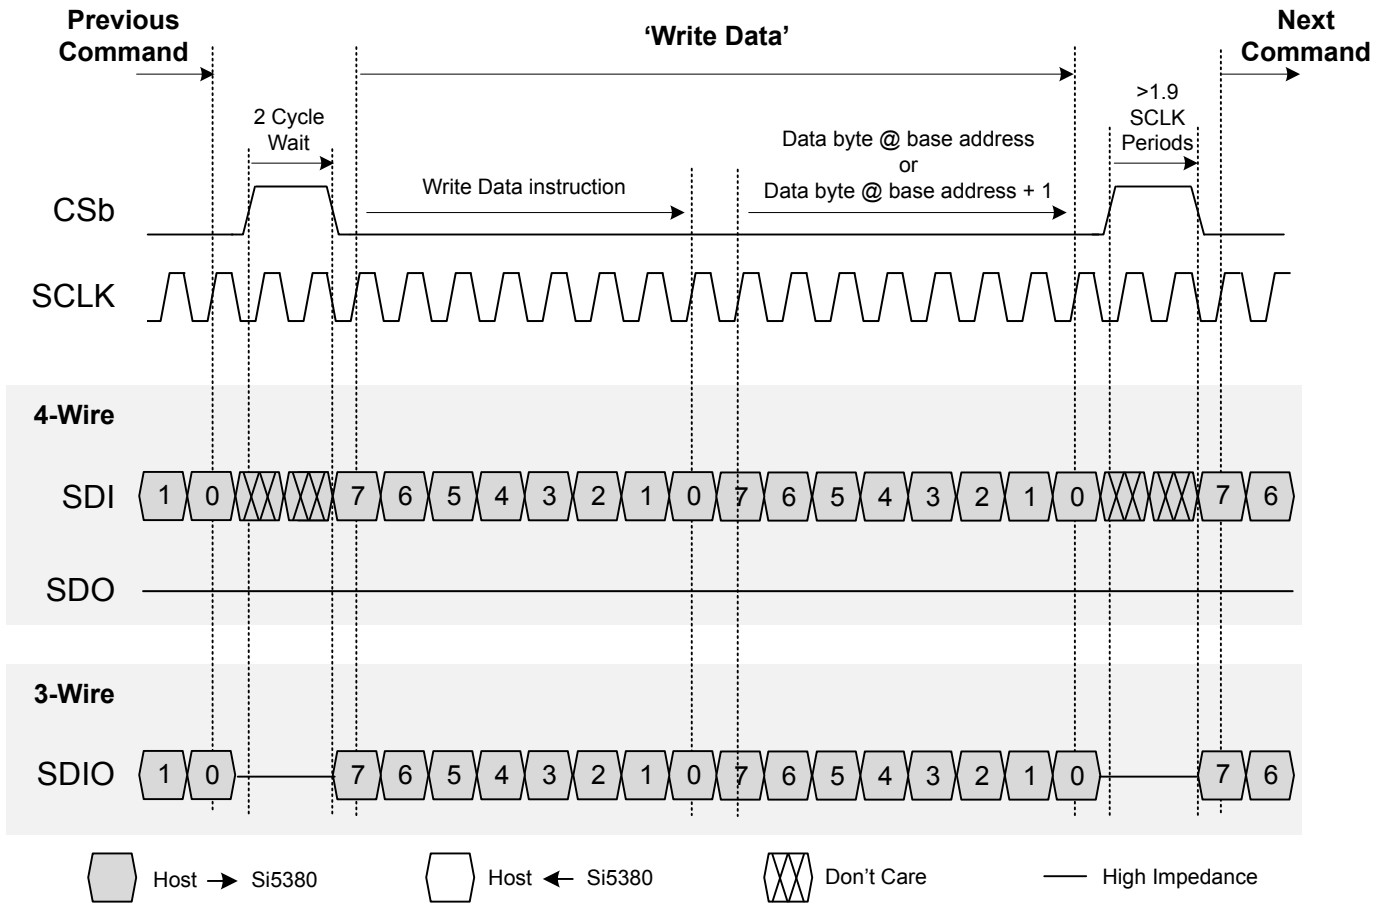 Previous
Command
'Write Data'
Next
Command
2 Cycle
Wait
>1.9
SCLK
Periods
Data byte @ base address
or
Data byte @ base address + 1
Write Data instruction
CSb
SCLK
4-Wire
SDI 1 0 7 6 5 4 3 2 1 0 7 6 5 4 3 2 1 0 7 6
SDO
3-Wire
SDIO 1 0 7 6 5 4 3 2 1 0 7 6 5 4 3 2 1 0 7 6
Host Si5380
Host Si5380
Don't Care
High Impedance